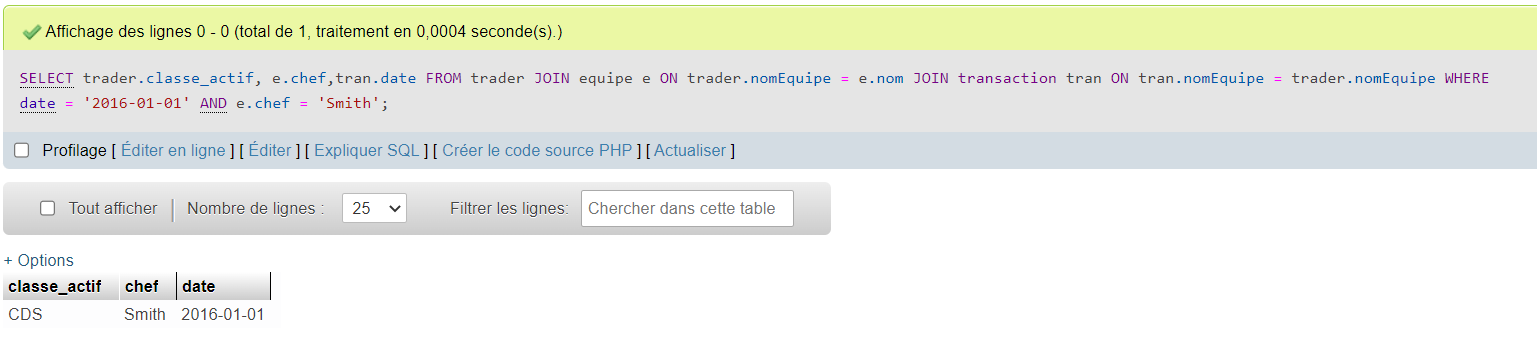 Affichage des lignes 0 - 0 (total de 1, traitement en 0,0004 seconde(s).)
SELECT trader.classe_actif, e.chef,tran.date FROM trader JOIN equipe e ON trader.nomEquipe = e.nom JOIN transaction tran ON tran.nomEquipe = trader.nomEquipe WHERE
date = '2016-01-01' AND e.chef = 'Smith';
Profilage [ Éditer en ligne ] [ Éditer ] [ Expliquer SQL ] [ Créer le code source PHP ] [ Actualiser ]
Tout afficher | Nombre de lignes : 25 Filtrer les lignes: Chercher dans cette table
+ Options
classe_actif chef date
CDS Smith 2016-01-01